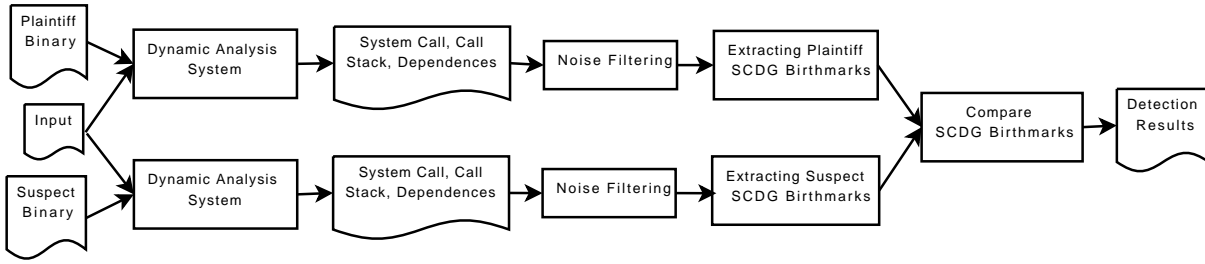 Plaintiff
Binary
Dynamic Analysis
System
System Call, Call
Stack, Dependences
Noise Filtering
Extracting Plaintiff
SCDG Birthmarks
Input
Compare
SCDG Birthmarks
Detection
Results
Suspect
Binary
Dynamic Analysis
System
System Call, Call
Stack, Dependences
Noise Filtering
Extracting Suspect
SCDG Birthmarks